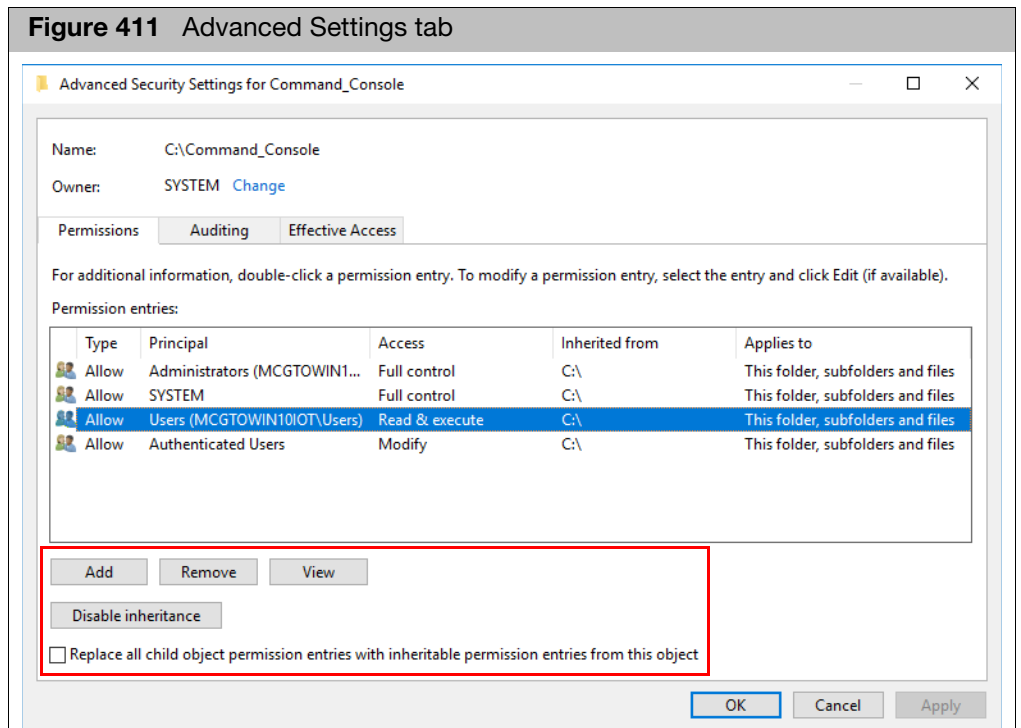 Figure 411 Advanced Settings tab
Advanced Security Settings for Command_Console
Name: C:\Command_Console
Owner: SYSTEM Change
Permissions Auditing Effective Access
For additional information, double-click a permission entry. To modify a permission entry, select the entry and click Edit (if available).
Permission entries:
Type Principal Access Inherited from Applies to
Allow Administrators (MCGTOWIN1... Full control C:\ This folder, subfolders and files
Allow SYSTEM Full control C:\ This folder, subfolders and files
Allow Users (MCGTOWIN10IOT\Users) Read & execute C:\ This folder, subfolders and files
Allow Authenticated Users Modify C:\ This folder, subfolders and files
Add Remove View
Disable inheritance
Replace all child object permission entries with inheritable permission entries from this object
OK Cancel Apply